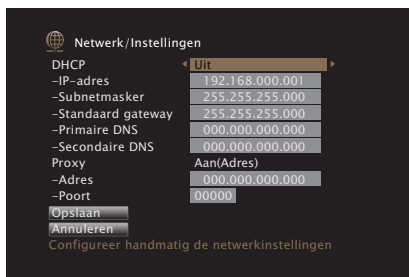 Netwerk/Instellingen
DHCP Uit
–IP-adres 192.168.000.001
–Subnetmasker 255.255.255.000
–Standaard gateway 255.255.255.000
–Primaire DNS 000.000.000.000
–Secondaire DNS 000.000.000.000
Proxy Aan(Adres)
–Adres 000.000.000.000
–Poort 00000
Opslaan
Annuleren
Configureer handmatig de netwerkinstellingen